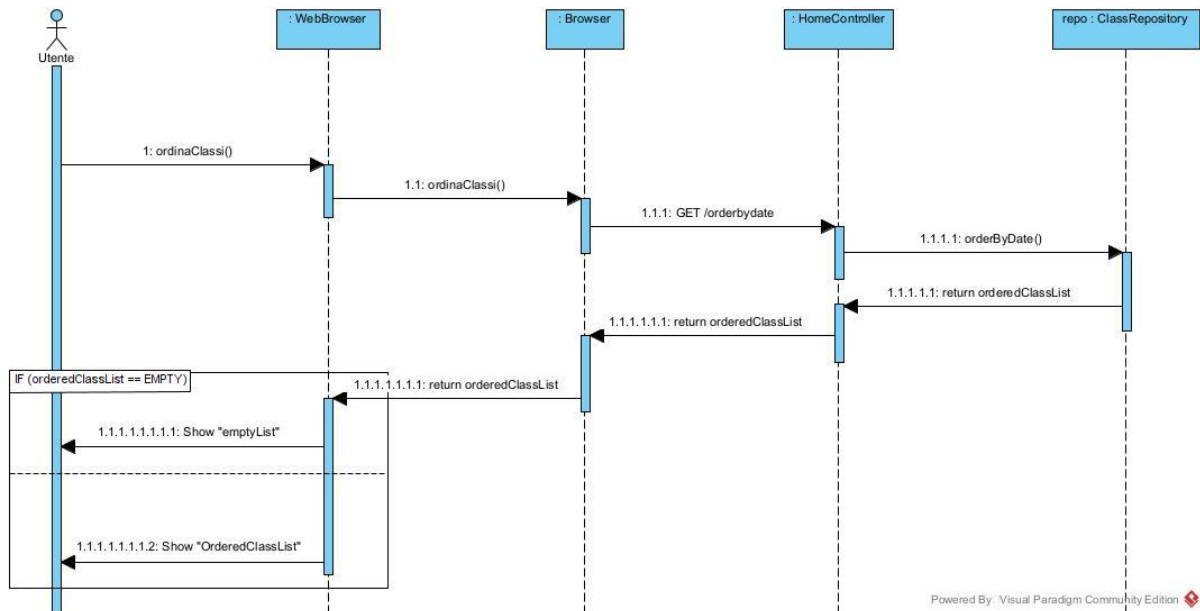 : WebBrowser
: Browser
: HomeController
repo : ClassRepository
Utente
1: ordinaClassi()
1.1: ordinaClassi()
1.1.1: GET /orderbydate
1.1.1.1: orderByDate()
1.1.1.1.1: return orderedClassList
1.1.1.1.1.1: return orderedClassList
IF (orderedClassList == EMPTY)
1.1.1.1.1.1.1: return orderedClassList
1.1.1.1.1.1.1.1: Show "emptyList"
1.1.1.1.1.1.1.2: Show "OrderedClassList"
Powered By Visual Paradigm Community Edition